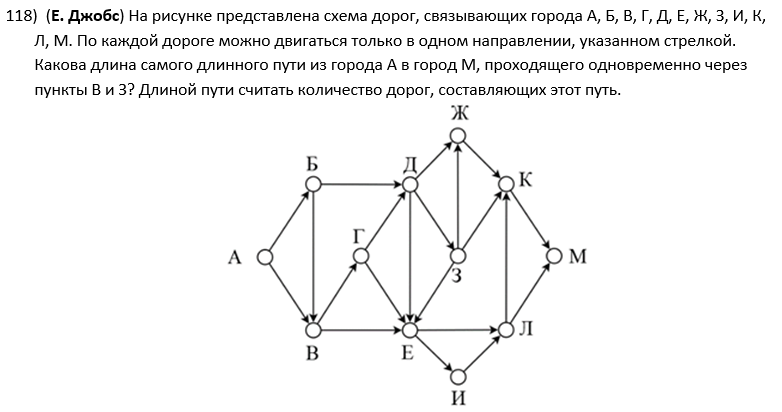 118) (Е. Джобс) На рисунке представлена схема дорог, связывающих города А, Б, В, Г, Д, Е, Ж, З, И, К,
Л, М. По каждой дороге можно двигаться только в одном направлении, указанном стрелкой.
Какова длина самого длинного пути из города А в город М, проходящего одновременно через
пункты В и З? Длиной пути считать количество дорог, составляющих этот путь.
Ж
Б
Д
К
Г
А
З
М
В
Е
Л
И